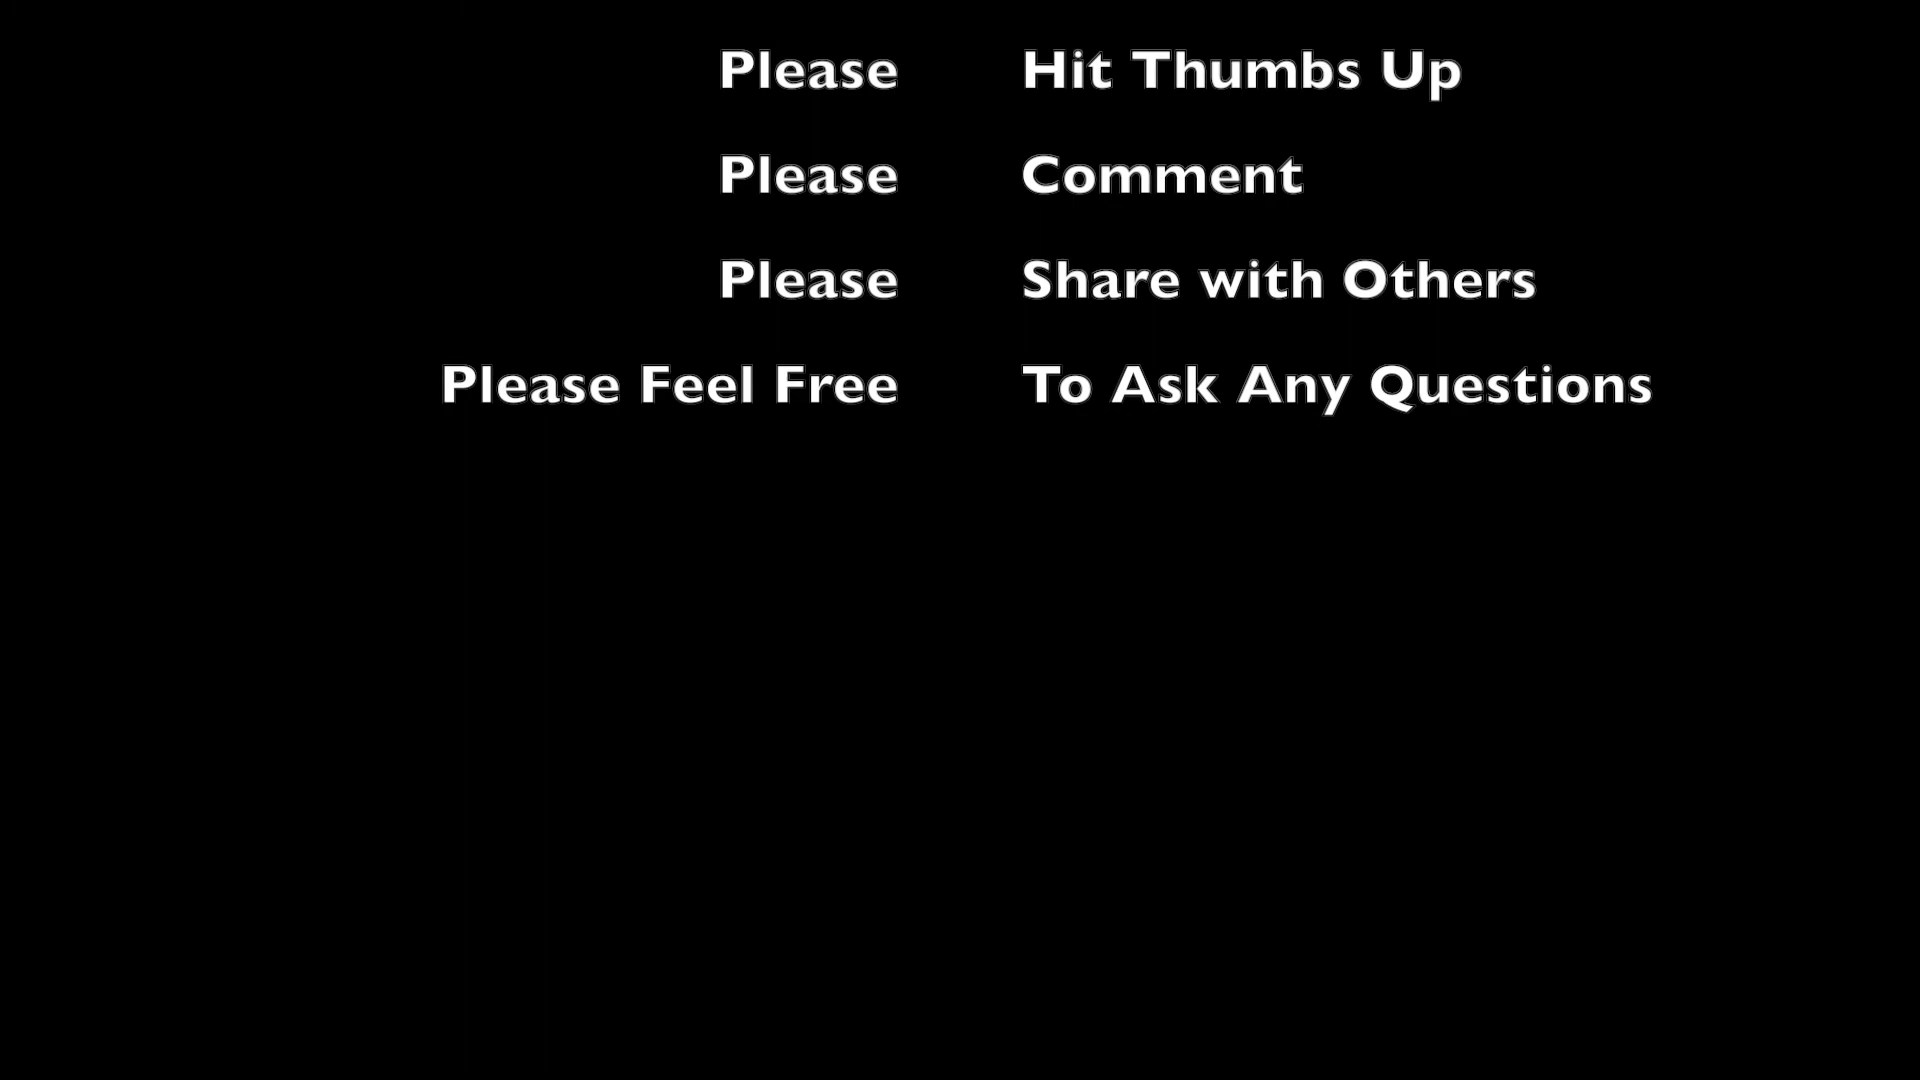 Please Hit Thumbs Up
Please Comment
Please Share with Others
Please Feel Free To Ask Any Questions